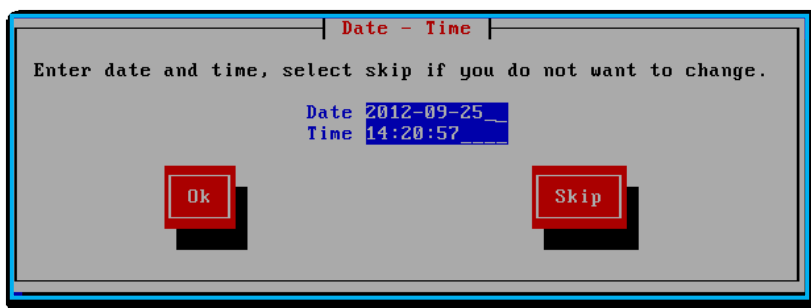 Date - Time
Enter date and time, select skip if you do not want to change.
Date 2012-09-25__
Time 14:20:57____
Ok Skip